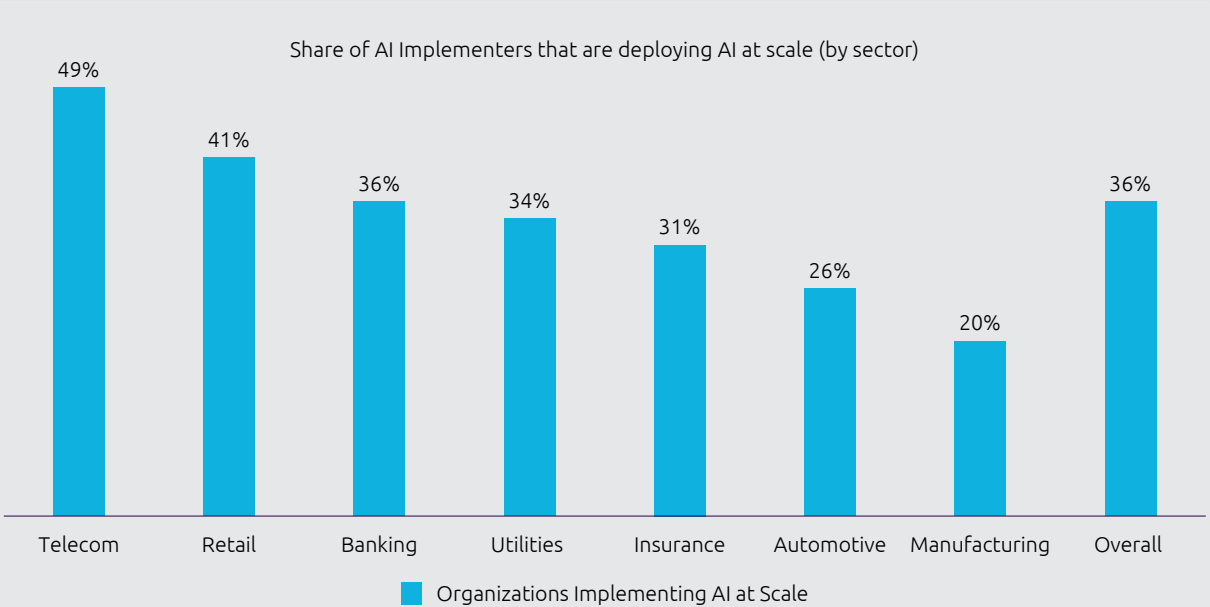 Share of AI Implementers that are deploying AI at scale (by sector)
49%
41%
36%
34%
31%
26%
20%
36%
Telecom
Retail
Banking
Utilities
Insurance
Automotive
Manufacturing
Overall
Organizations Implementing AI at Scale